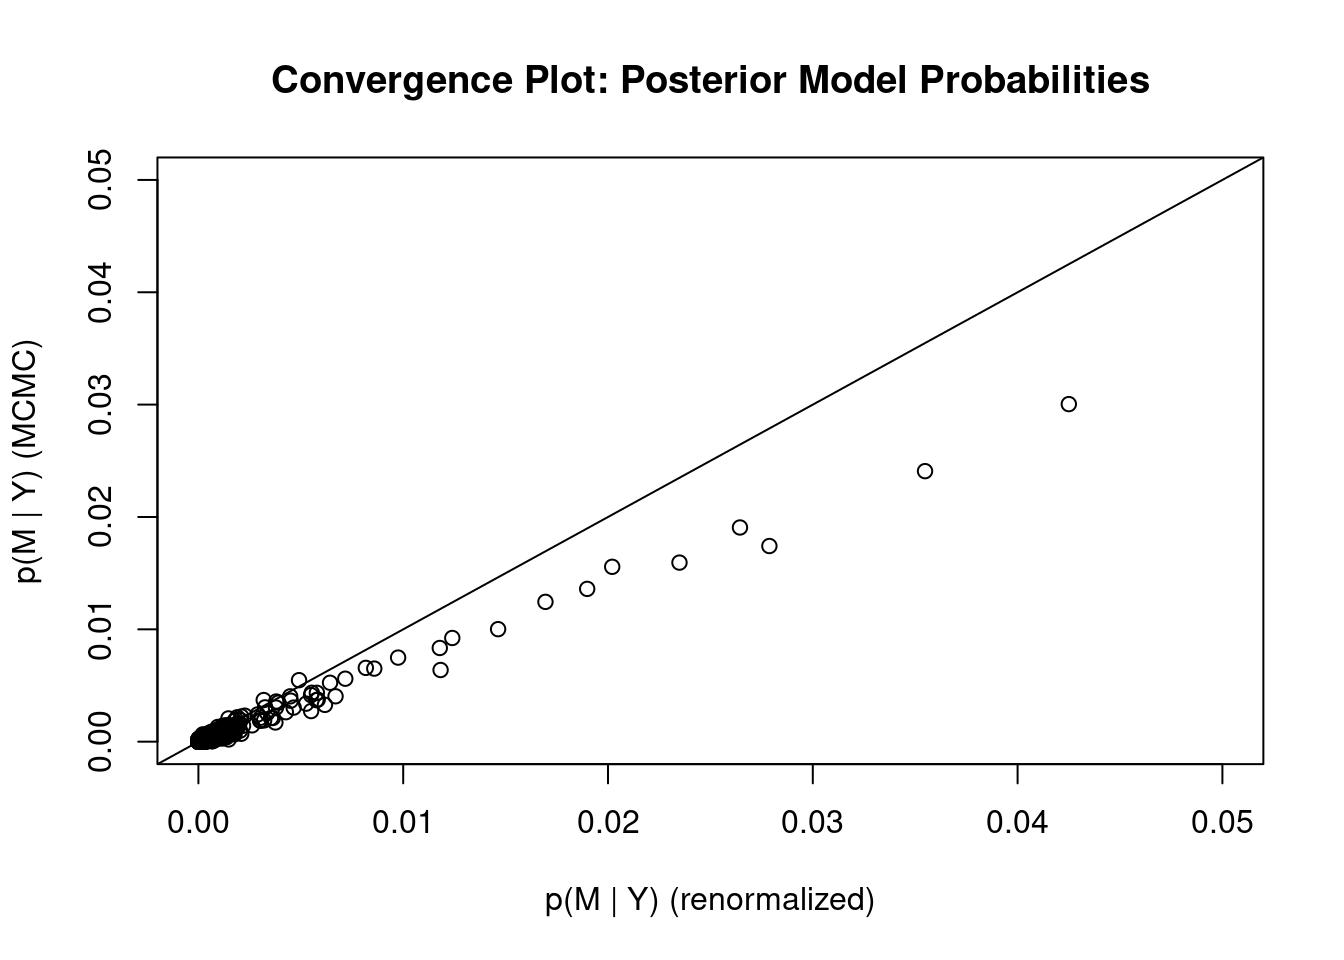 Convergence Plot: Posterior Model Probabilities
p(M | Y) (MCMC)
0.05
0.04
0.03
0.02
0.01
0.00
0.00 0.01 0.02 0.03 0.04 0.05
p(M | Y) (renormalized)